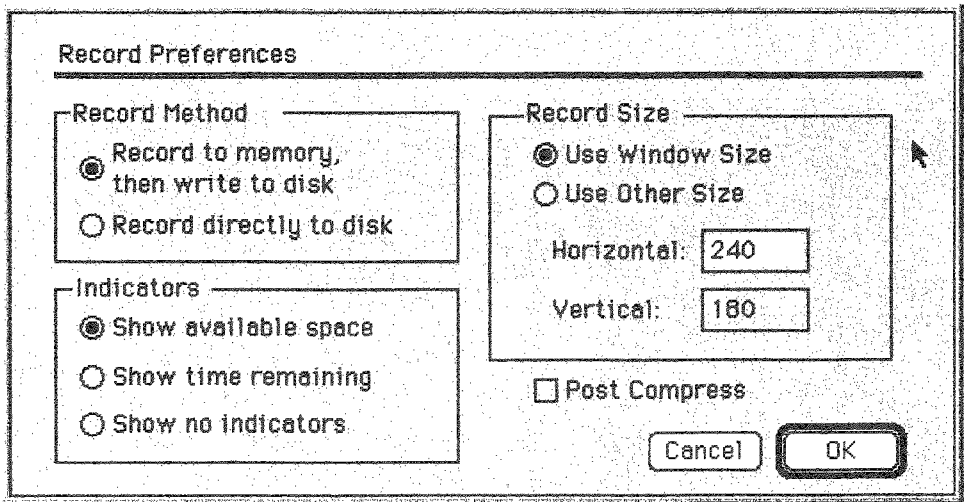 Record Preferences
Record Method
Record to memory,
then write to disk
Record directly to disk
Indicators
Show available space
Show time remaining
Show no indicators
Record Size
Use Window Size
Use Other Size
Horizontal: 240
Vertical: 180
Post Compress
Cancel
OK